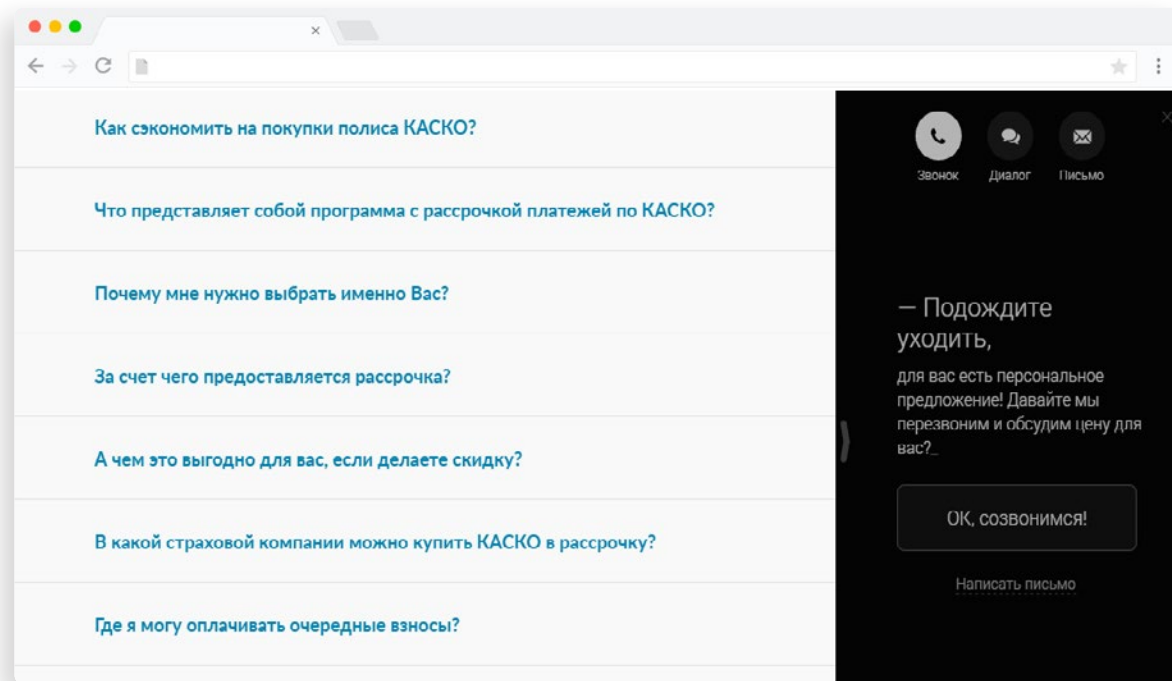 Как сэкономить на покупки полиса КАСКО?
Что представляет собой программа с рассрочкой платежей по КАСКО?
Почему мне нужно выбрать именно Вас?
За счет чего предоставляется рассрочка?
А чем это выгодно для вас, если делаете скидку?
В какой страховой компании можно купить КАСКО в рассрочку?
Где я могу оплачивать очередные взносы?
Звонок Диалог Письмо
— Подождите
уходить,
для вас есть персональное
предложение! Давайте мы
перезвоним и обсудим цену для
вас?_
ОК, созвонимся!
Написать письмо